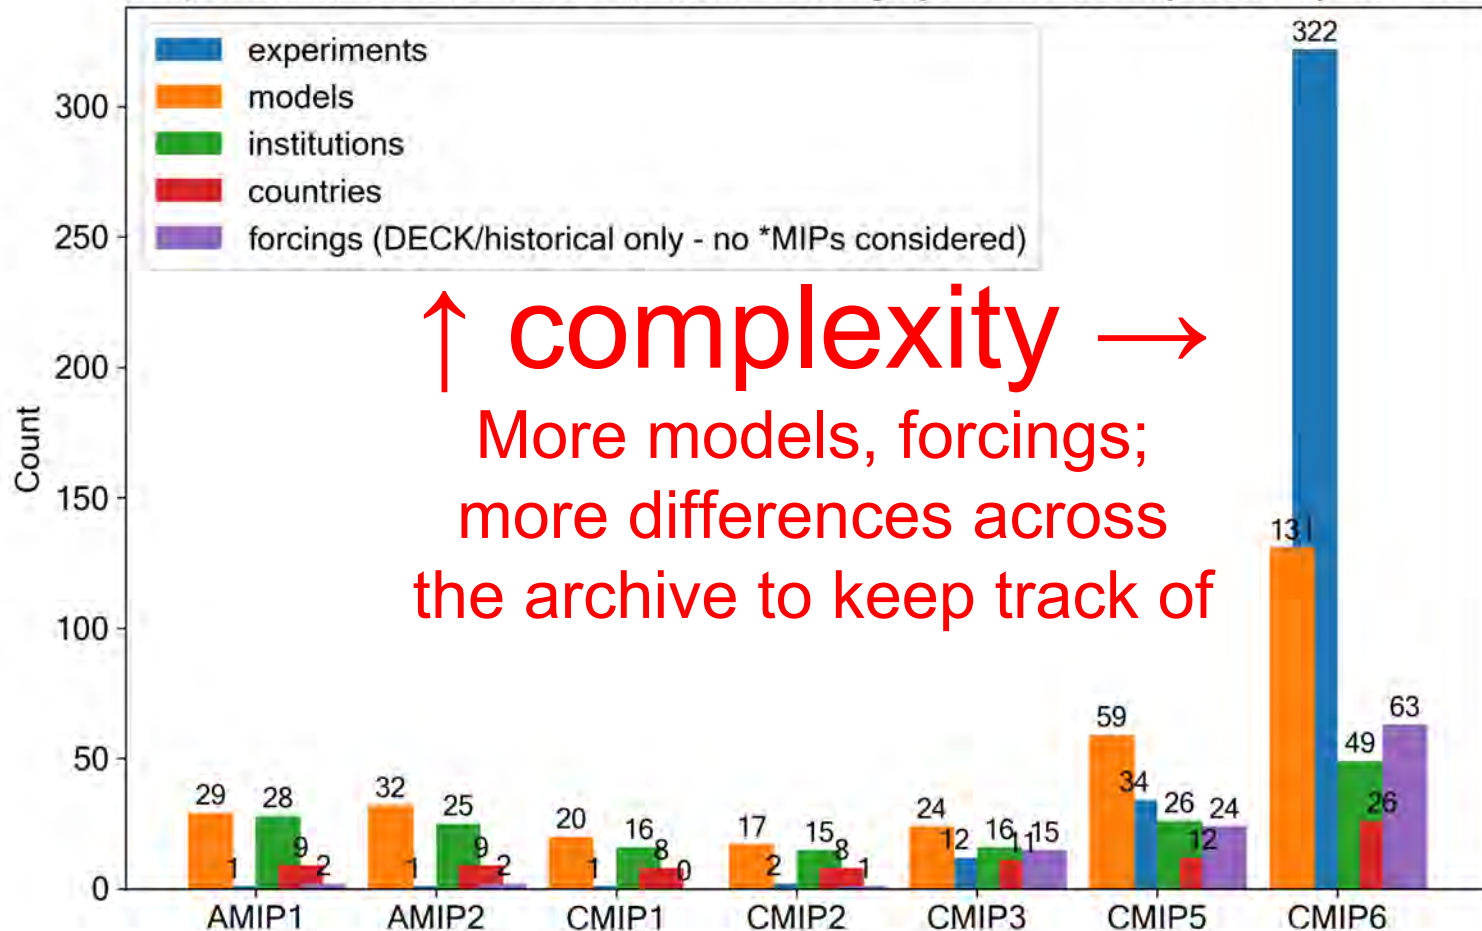 experiments
models
institutions
countries
forcings (DECK/historical only - no *MIPs considered)
↑ complexity →
More models, forcings;
more differences across
the archive to keep track of
Count
300
250
200
150
100
50
0
29 1 28 9 2
32 1 25 9 2
20 1 16 8 0
17 2 15 8 1
24 12 16 11 15
59 34 26 12 24
131 322 49 26 63
AMIP1 AMIP2 CMIP1 CMIP2 CMIP3 CMIP5 CMIP6